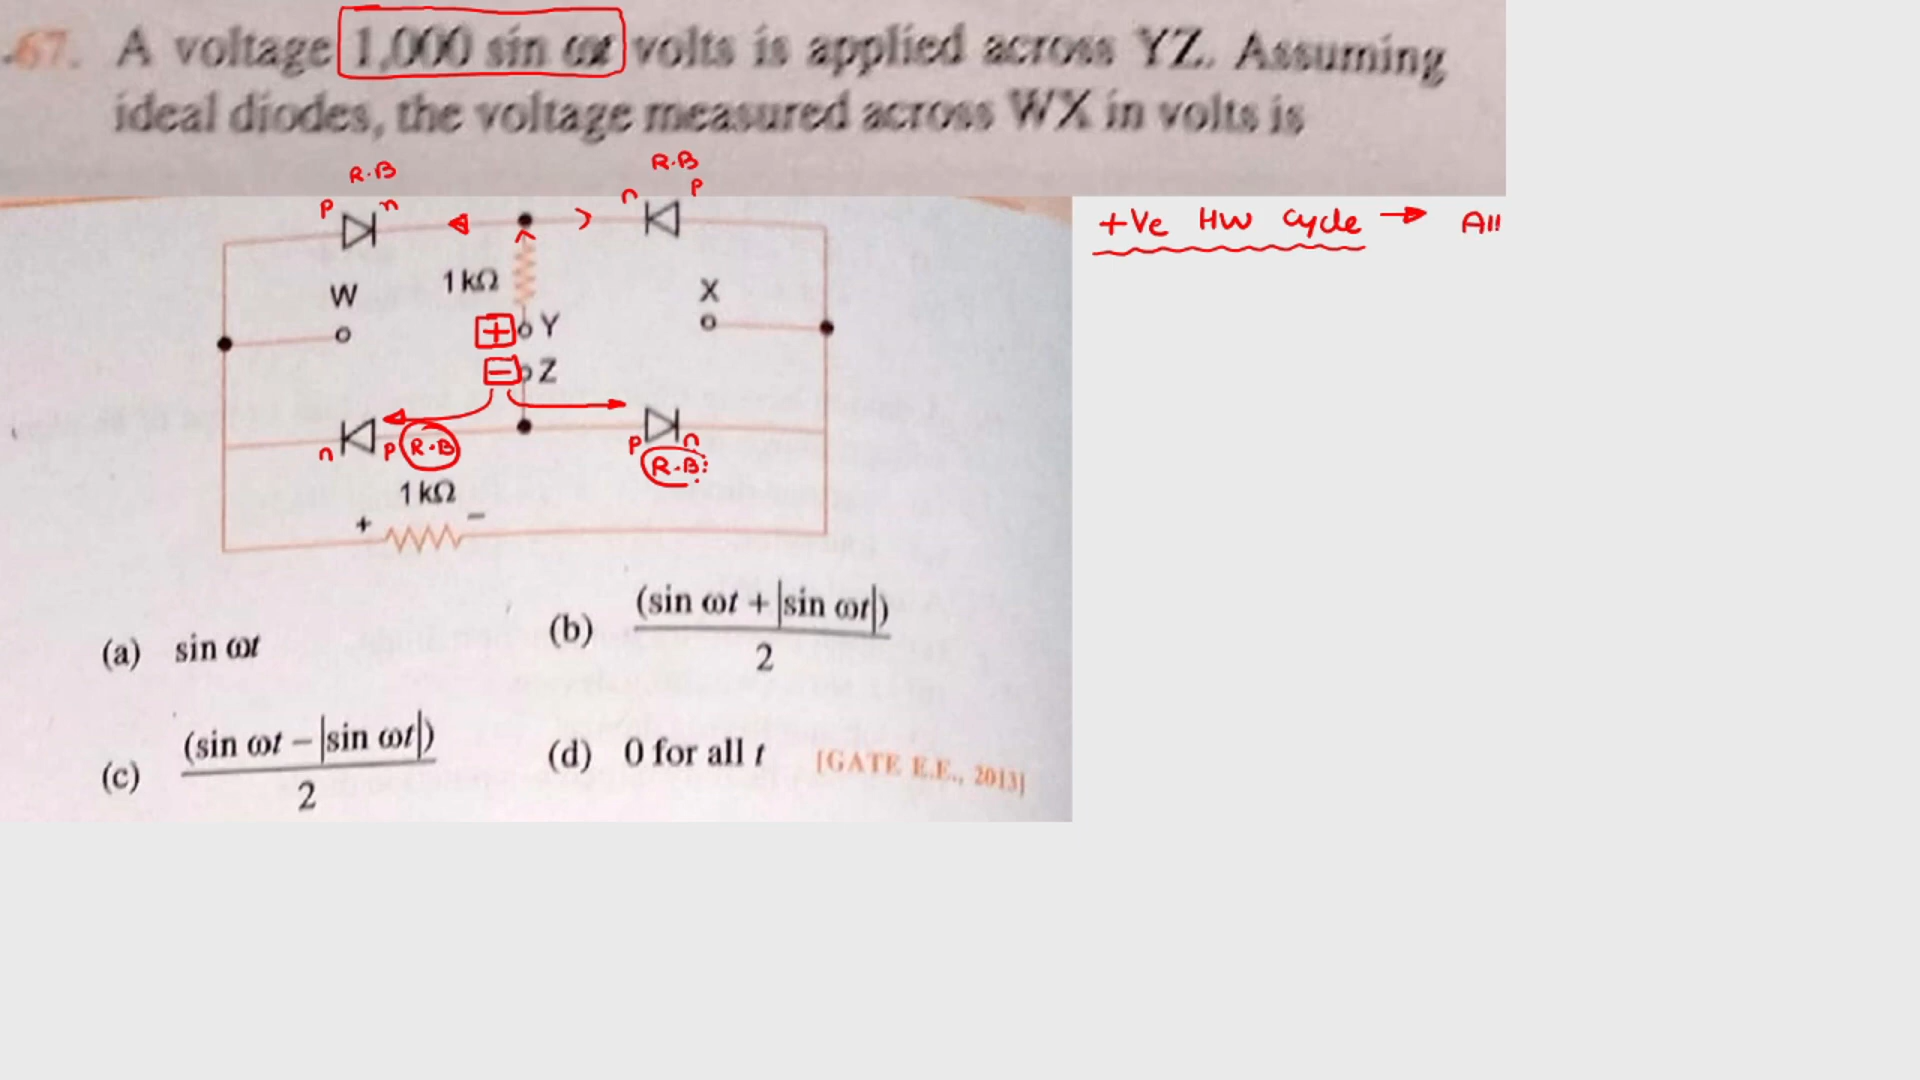 67. A voltage 1,000 sin ωt volts is applied across YZ. Assuming
ideal diodes, the voltage measured across WX in volts is
R.B
R.B
p
n
n
p
+Ve HW cycle → All
1 kΩ
W
X
+
Y
−
Z
n
p
R.B
p
n
R.B
1 kΩ
+
−
(a) sin ωt
(b) (sin ωt + |sin ωt|)
2
(c) (sin ωt − |sin ωt|)
2
(d) 0 for all t
[GATE E.E., 2013]